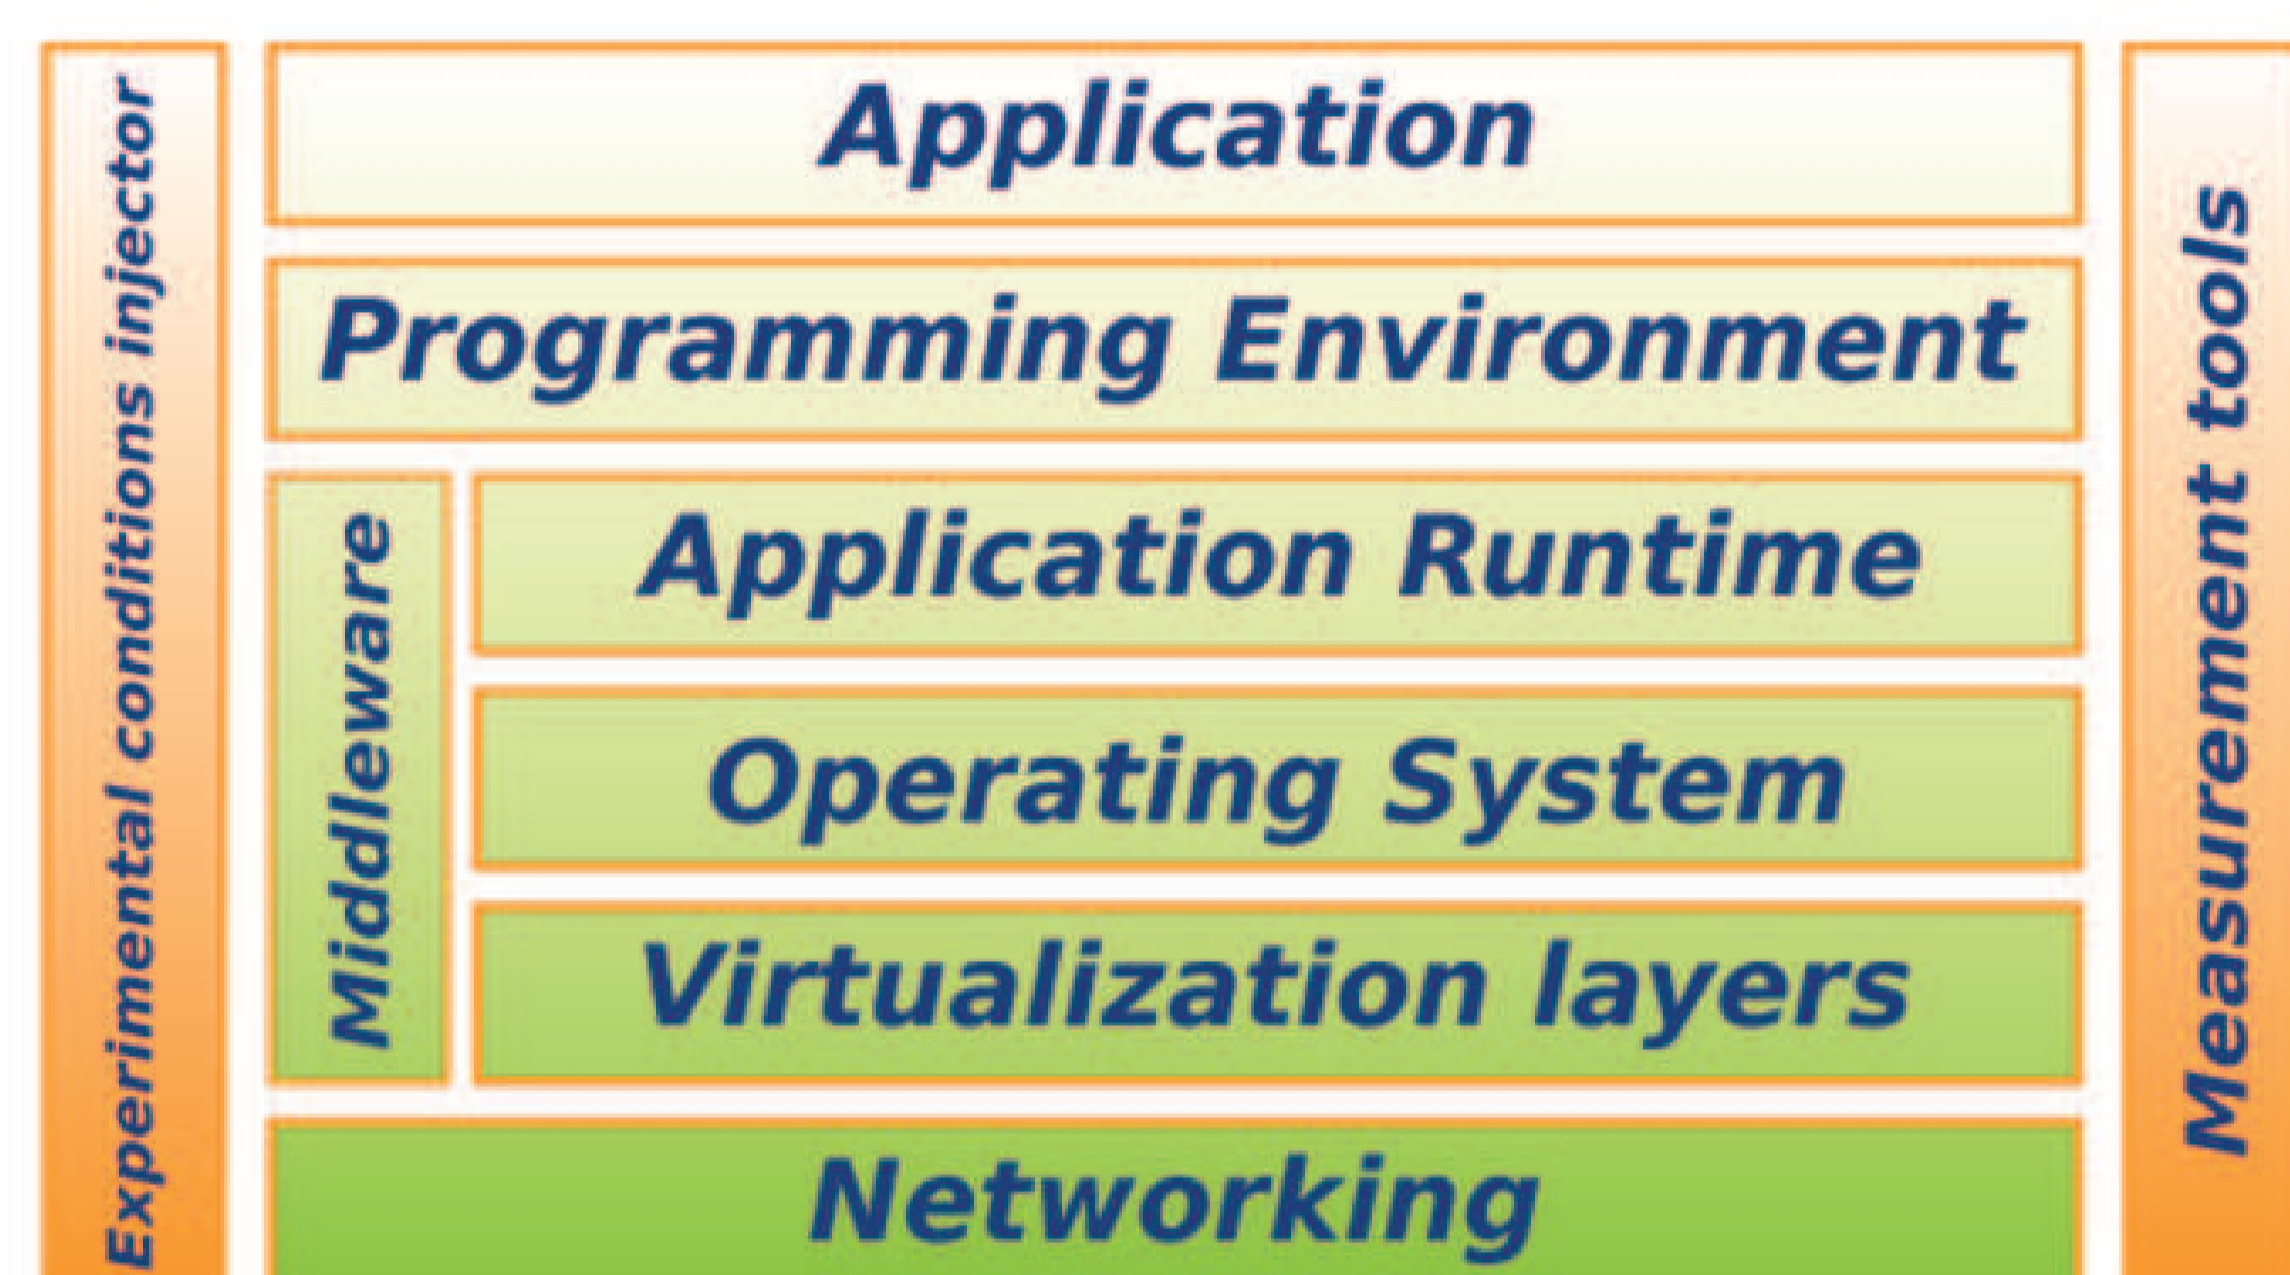 Experimental conditions injector
Application
Programming Environment
Middleware
Application Runtime
Operating System
Virtualization layers
Networking
Measurement tools